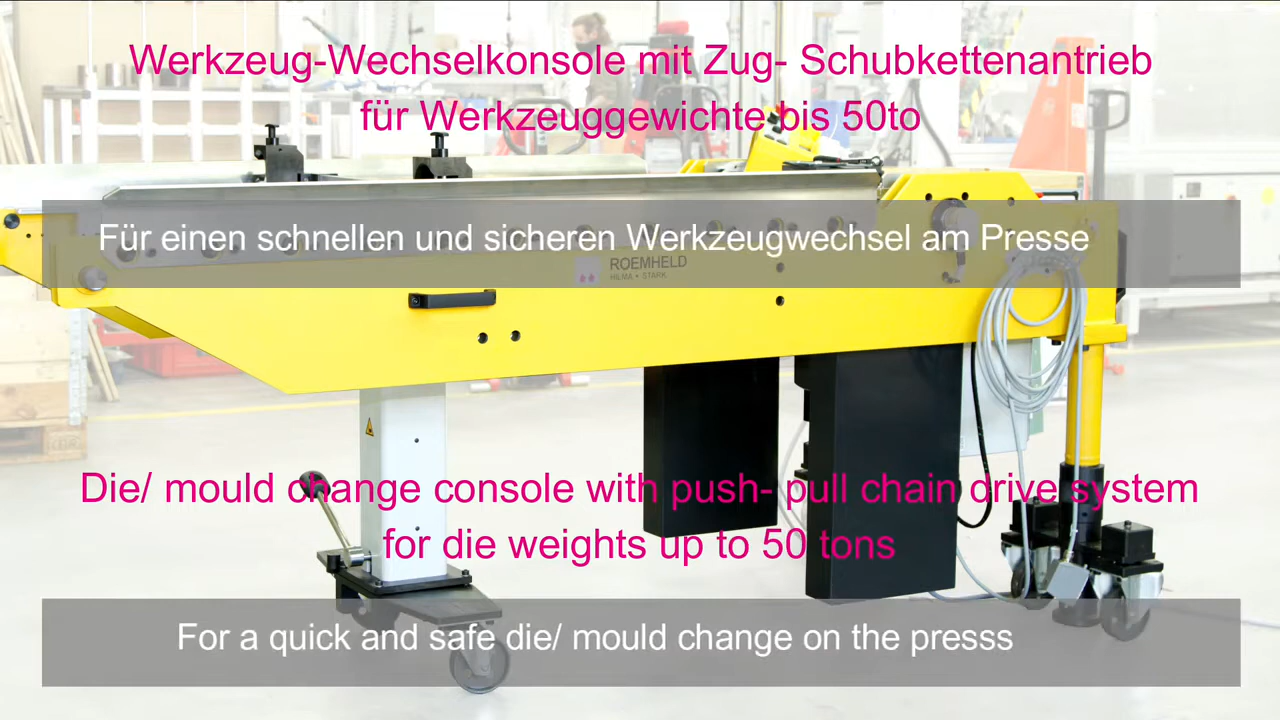 Werkzeug-Wechselkonsole mit Zug- Schubkettenantrieb
für Werkzeuggewichte bis 50to
Für einen schnellen und sicheren Werkzeugwechsel am Presse
ROEMHELD
HILMA • STARK
Die/ mould change console with push- pull chain drive system
for die weights up to 50 tons
For a quick and safe die/ mould change on the presss